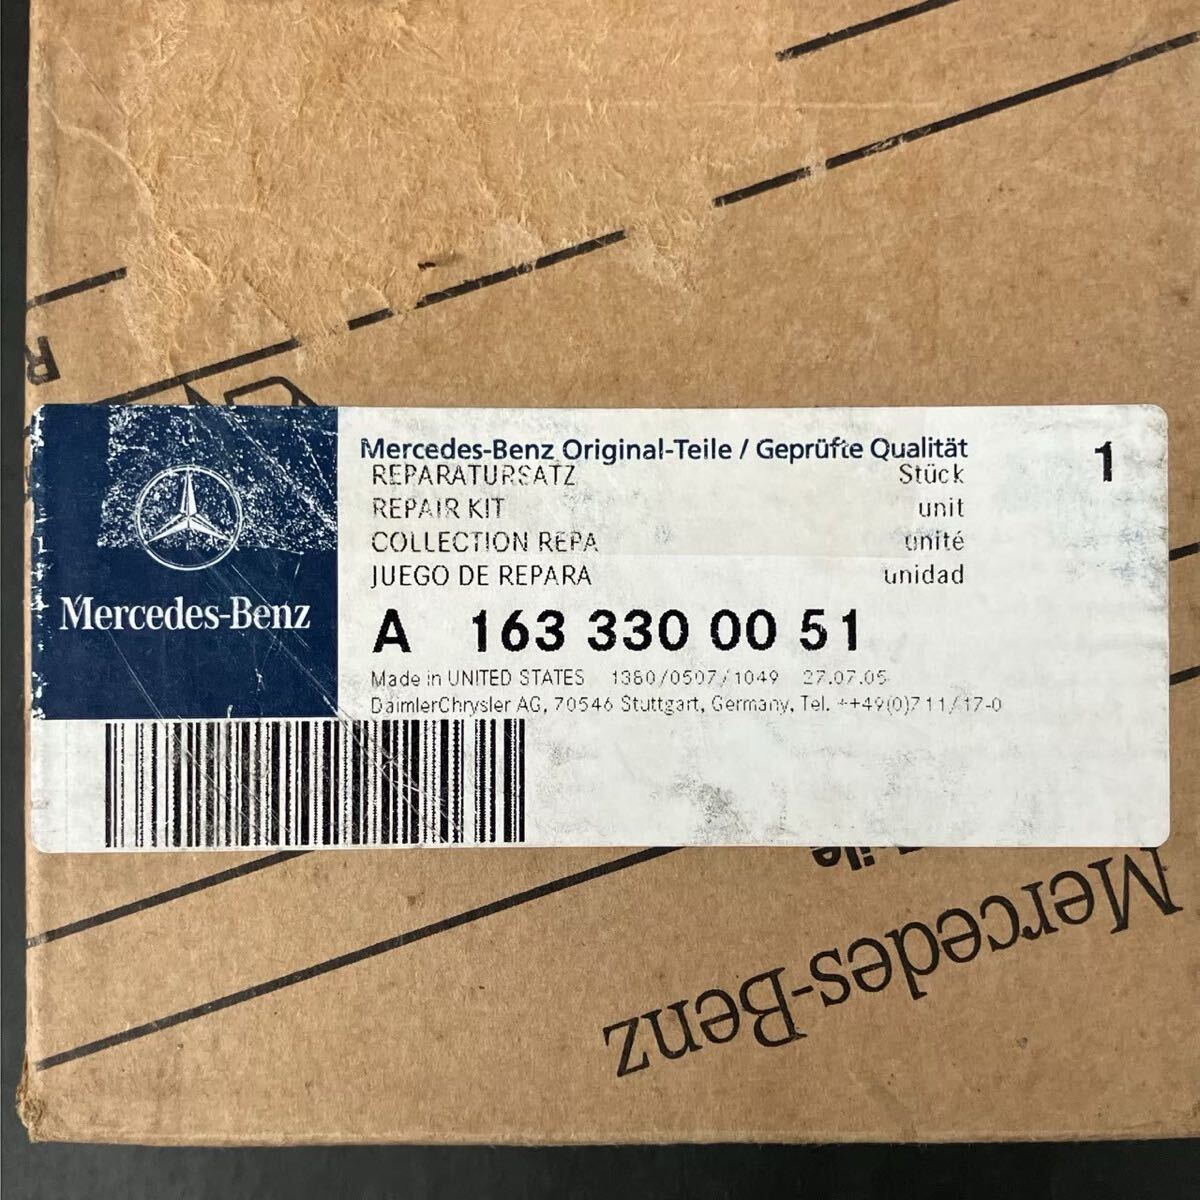 R
Mercedes-Benz
Mercedes-Benz Original-Teile / Geprüfte Qualität 1
REPARATURSATZ Stück
REPAIR KIT unit
COLLECTION REPA unité
JUEGO DE REPARA unidad
A 163 330 00 51
Made in UNITED STATES 1380/0507/1049 27.07.05
DaimlerChrysler AG, 70546 Stuttgart, Germany, Tel. ++49(0)711/17-0
Mercedes-Benz